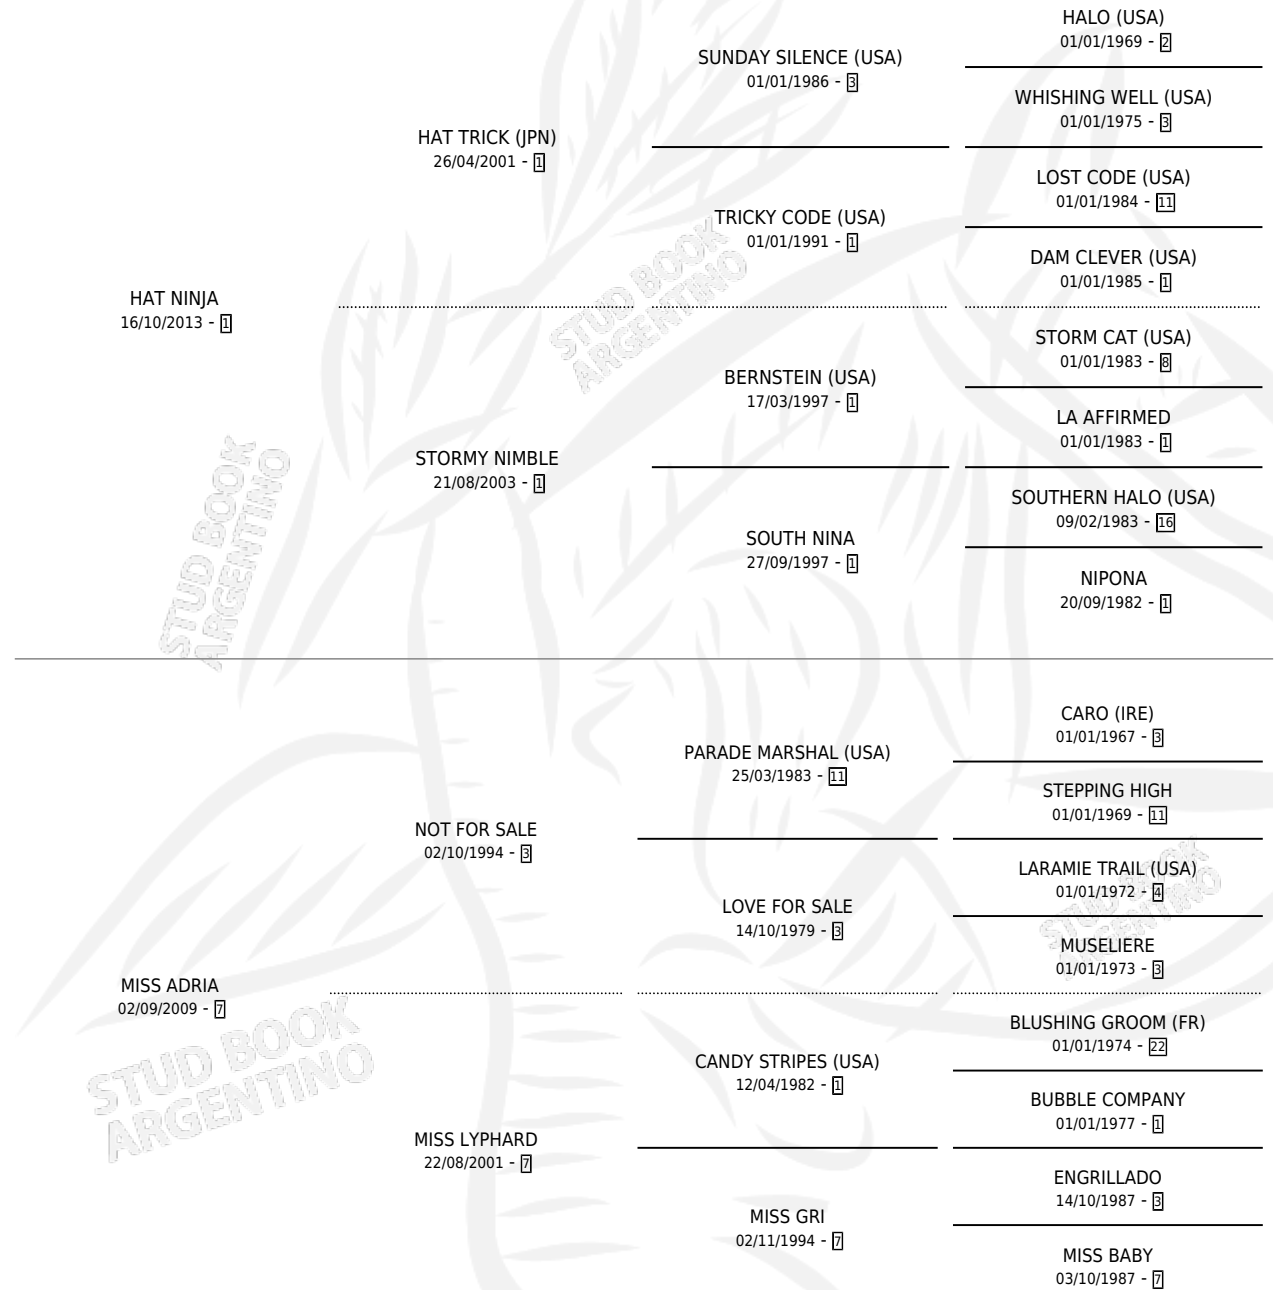 HALO (USA)
01/01/1969 - 2
SUNDAY SILENCE (USA)
01/01/1986 - 3
WHISHING WELL (USA)
01/01/1975 - 3
HAT TRICK (JPN)
26/04/2001 - 1
LOST CODE (USA)
01/01/1984 - 11
TRICKY CODE (USA)
01/01/1991 - 1
DAM CLEVER (USA)
01/01/1985 - 1
HAT NINJA
16/10/2013 - 1
STORM CAT (USA)
01/01/1983 - 8
BERNSTEIN (USA)
17/03/1997 - 1
LA AFFIRMED
01/01/1983 - 1
STORMY NIMBLE
21/08/2003 - 1
SOUTHERN HALO (USA)
09/02/1983 - 16
SOUTH NINA
27/09/1997 - 1
NIPONA
20/09/1982 - 1
CARO (IRE)
01/01/1967 - 3
PARADE MARSHAL (USA)
25/03/1983 - 11
STEPPING HIGH
01/01/1969 - 11
NOT FOR SALE
02/10/1994 - 3
LARAMIE TRAIL (USA)
01/01/1972 - 4
LOVE FOR SALE
14/10/1979 - 3
MUSELIERE
01/01/1973 - 3
MISS ADRIA
02/09/2009 - 7
BLUSHING GROOM (FR)
01/01/1974 - 22
CANDY STRIPES (USA)
12/04/1982 - 1
BUBBLE COMPANY
01/01/1977 - 1
MISS LYPHARD
22/08/2001 - 7
ENGRILLADO
14/10/1987 - 3
MISS GRI
02/11/1994 - 7
MISS BABY
03/10/1987 - 7
STUD BOOK
ARGENTINO
STUD BOOK
ARGENTINO
STUD BOOK
ARGENTINO
STUD BOOK
ARGENTINO